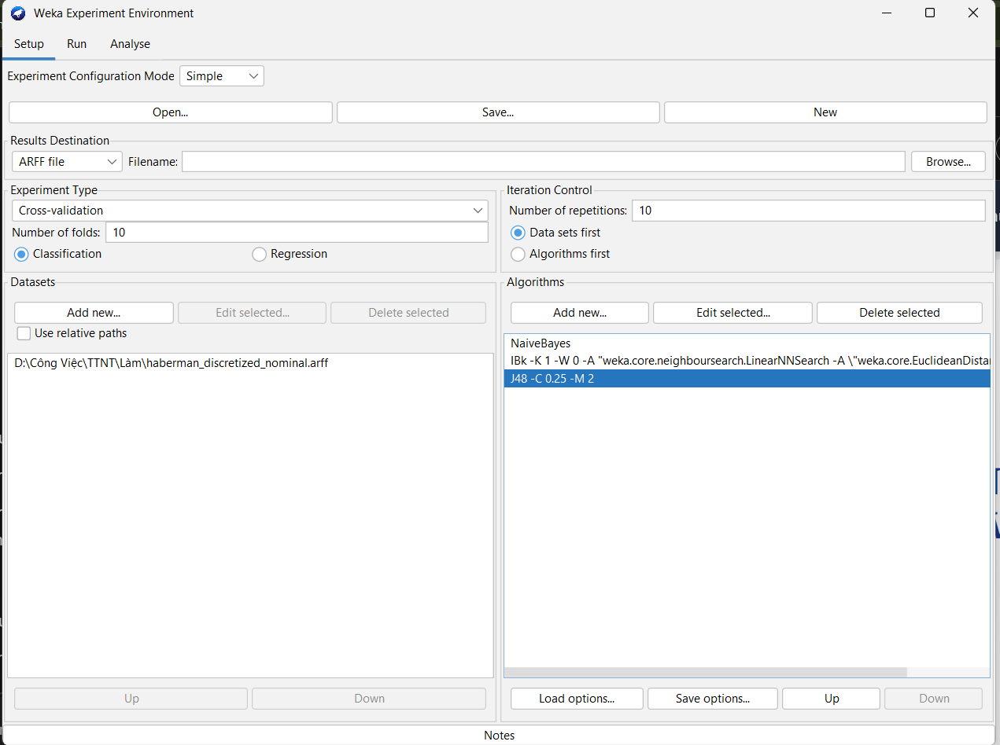 Weka Experiment Environment
Setup Run Analyse
Experiment Configuration Mode Simple
Open... Save... New
Results Destination
ARFF file Filename: Browse...
Experiment Type
Cross-validation
Number of folds: 10
Classification Regression
Iteration Control
Number of repetitions: 10
Data sets first
Algorithms first
Datasets
Add new... Edit selected... Delete selected
Use relative paths
D:\Công Việc\TTNT\Làm\haberman_discretized_nominal.arff
Up Down
Algorithms
Add new... Edit selected... Delete selected
NaiveBayes
IBk -K 1 -W 0 -A "weka.core.neighboursearch.LinearNNSearch -A \"weka.core.EuclideanDistan
J48 -C 0.25 -M 2
Load options... Save options... Up Down
Notes